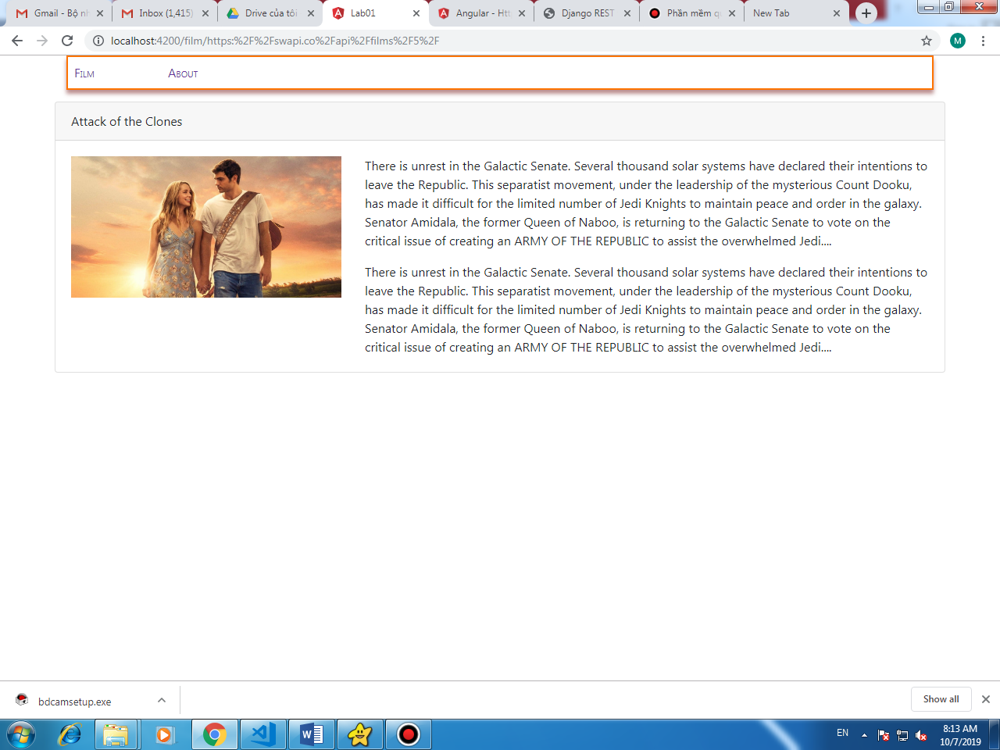 Gmail - Bộ nh
Inbox (1,415)
Drive của tôi
Lab01
Angular - Htt
Django REST
Phần mềm q
New Tab
localhost:4200/film/https:%2F%2Fswapi.co%2Fapi%2Ffilms%2F5%2F
M
Film
About
Attack of the Clones
There is unrest in the Galactic Senate. Several thousand solar systems have declared their intentions to
leave the Republic. This separatist movement, under the leadership of the mysterious Count Dooku,
has made it difficult for the limited number of Jedi Knights to maintain peace and order in the galaxy.
Senator Amidala, the former Queen of Naboo, is returning to the Galactic Senate to vote on the
critical issue of creating an ARMY OF THE REPUBLIC to assist the overwhelmed Jedi....
There is unrest in the Galactic Senate. Several thousand solar systems have declared their intentions to
leave the Republic. This separatist movement, under the leadership of the mysterious Count Dooku,
has made it difficult for the limited number of Jedi Knights to maintain peace and order in the galaxy.
Senator Amidala, the former Queen of Naboo, is returning to the Galactic Senate to vote on the
critical issue of creating an ARMY OF THE REPUBLIC to assist the overwhelmed Jedi....
bdcamsetup.exe
Show all
EN
8:13 AM
10/7/2019